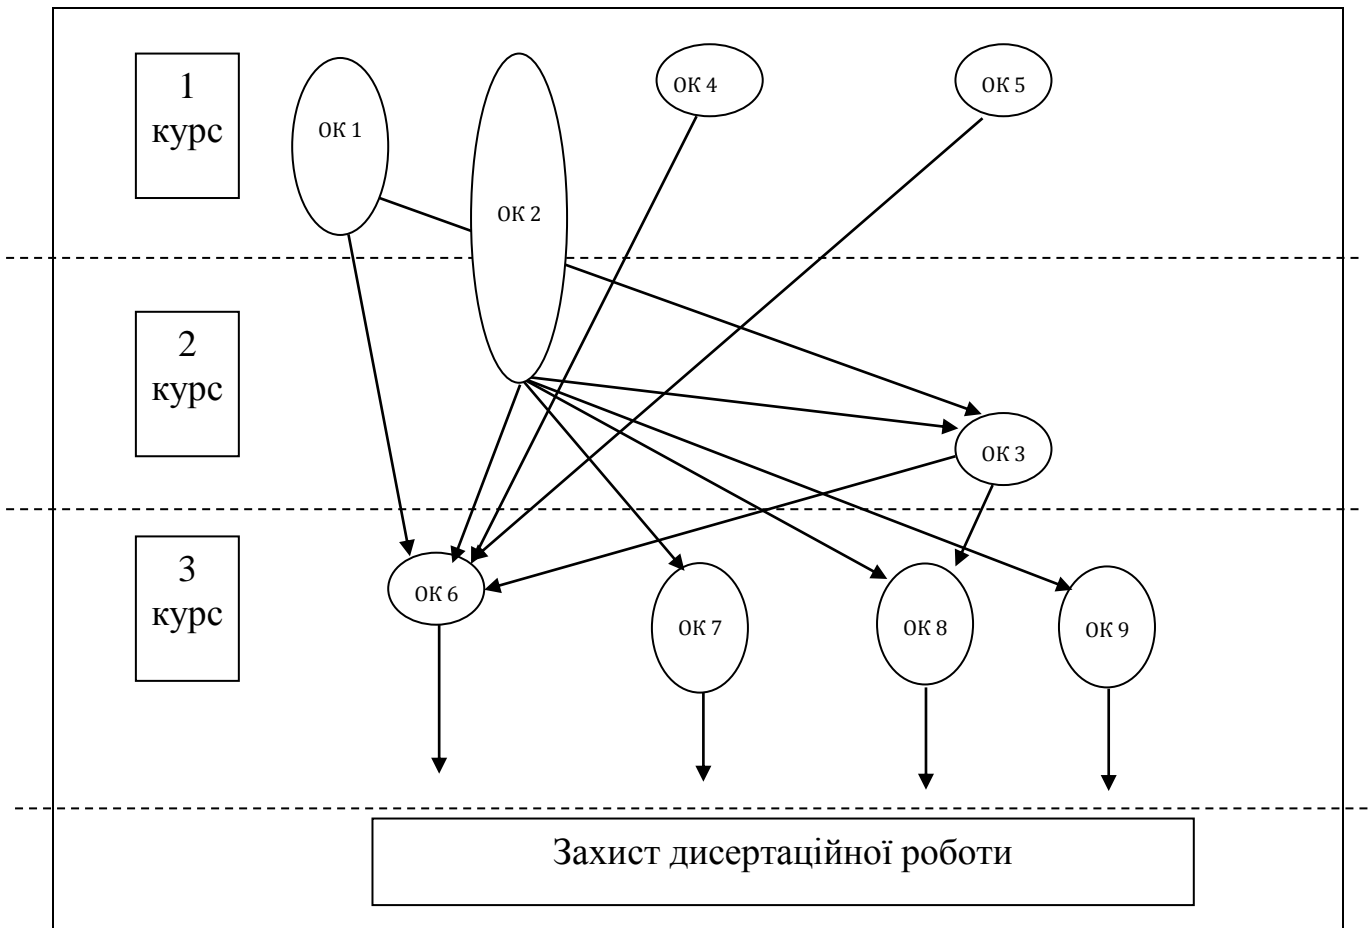 1
курс
ОК 1
ОК 2
ОК 4
ОК 5
2
курс
ОК 3
3
курс
ОК 6
ОК 7
ОК 8
ОК 9
Захист дисертаційної роботи